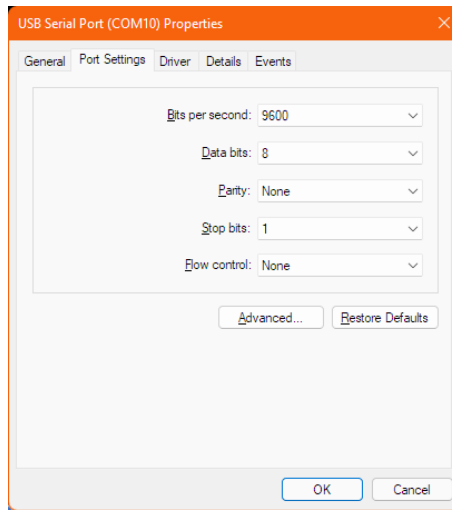 USB Serial Port (COM10) Properties
General Port Settings Driver Details Events
Bits per second: 9600
Data bits: 8
Parity: None
Stop bits: 1
Flow control: None
Advanced... Restore Defaults
OK Cancel